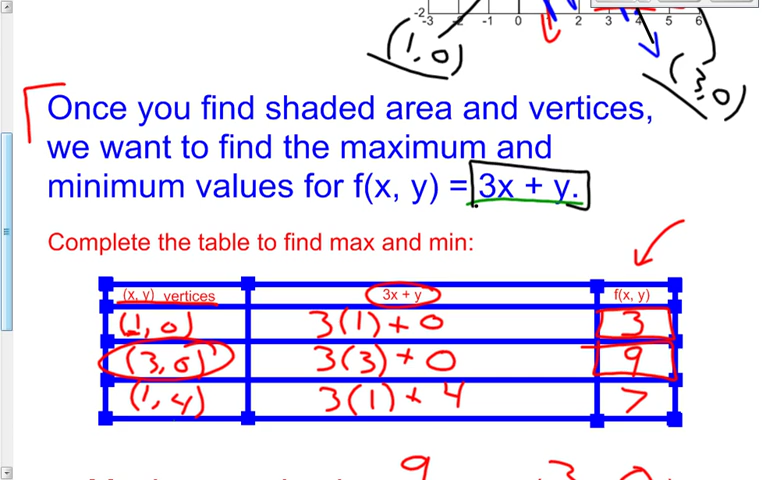 -2
-3 -2 -1 0 2 3 4 5 6
(1, 0)
(3, 0)
Once you find shaded area and vertices,
we want to find the maximum and
minimum values for f(x, y) = 3x + y.
Complete the table to find max and min:
(x, y) vertices 3x + y f(x, y)
(1, 0) 3(1) + 0 3
(3, 0) 3(3) + 0 9
(1, 4) 3(1) + 4 7
9